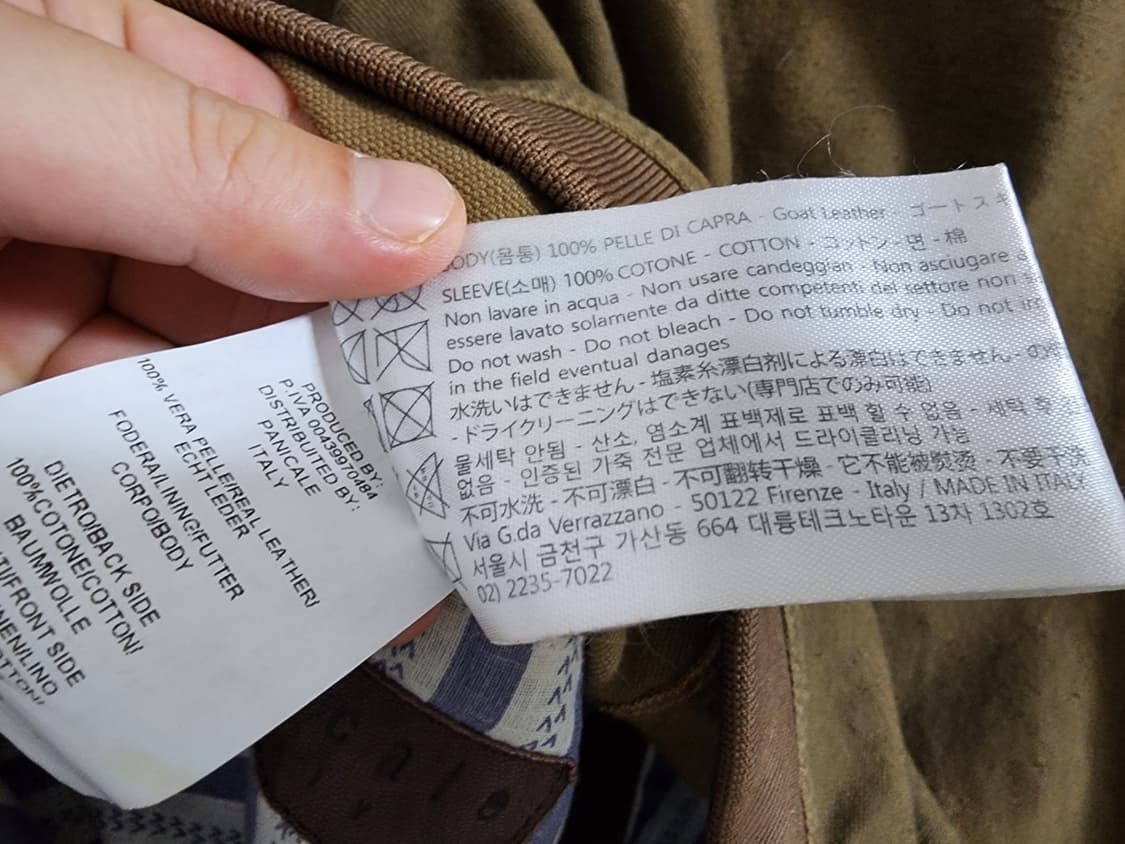 BODY(몸통) 100% PELLE DI CAPRA - Goat Leather - ゴートスキ
SLEEVE(소매) 100% COTONE - COTTON - コットン - 면 - 棉
Non lavare in acqua - Non usare candeggian - Non asciugare a
essere lavato solamente da ditte competenti del settore non
Do not wash - Do not bleach - Do not tumble dry - Do not
in the field eventual damages
水洗いはできません - 塩素糸漂白剤による漂白はできません -
- ドライクリーニングはできない(専門店でのみ可能)
물세탁 안됨 - 산소, 염소계 표백제로 표백 할 수 없음 - 세탁 후
없음 - 인증된 가죽 전문 업체에서 드라이클리닝 가능
不可水洗 - 不可漂白 - 不可翻转干燥 - 它不能被熨烫 不要干洗
Via G.da Verrazzano - 50122 Firenze - Italy / MADE IN ITALY
서울시 금천구 가산동 664 대륭테크노타운 13차 1302호
02) 2235-7022
PRODUCED BY:
P.IVA 00439970484
DISTRIBUITED BY:
PANICALE
ITALY
100% VERA PELLE/REAL LEATHER/
ECHT LEDER
FODERA/LINING/FUTTER
CORPO/BODY
DIETRO/BACK SIDE
100%COTONE/COTTON/
BAUMWOLLE
FRONT SIDE
LINO